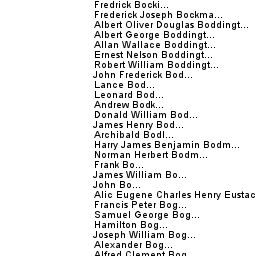 Fredrick Bocki...
Frederick Joseph Bockma...
Albert Oliver Douglas Boddingt...
Albert George Boddingt...
Allan Wallace Boddingt...
Ernest Nelson Boddingt...
Robert William Boddingt...
John Frederick Bod...
Lance Bod...
Leonard Bod...
Andrew Bodk...
Donald William Bod...
James Henry Bod...
Archibald Bodl...
Harry James Benjamin Bodm...
Norman Herbert Bodm...
Frank Bo...
James William Bo...
John Bo...
Alic Eugene Charles Henry Eustac
Francis Peter Bog...
Samuel George Bog...
Hamilton Bog...
Joseph William Bog...
Alexander Bog...
Alfred Clement Bog